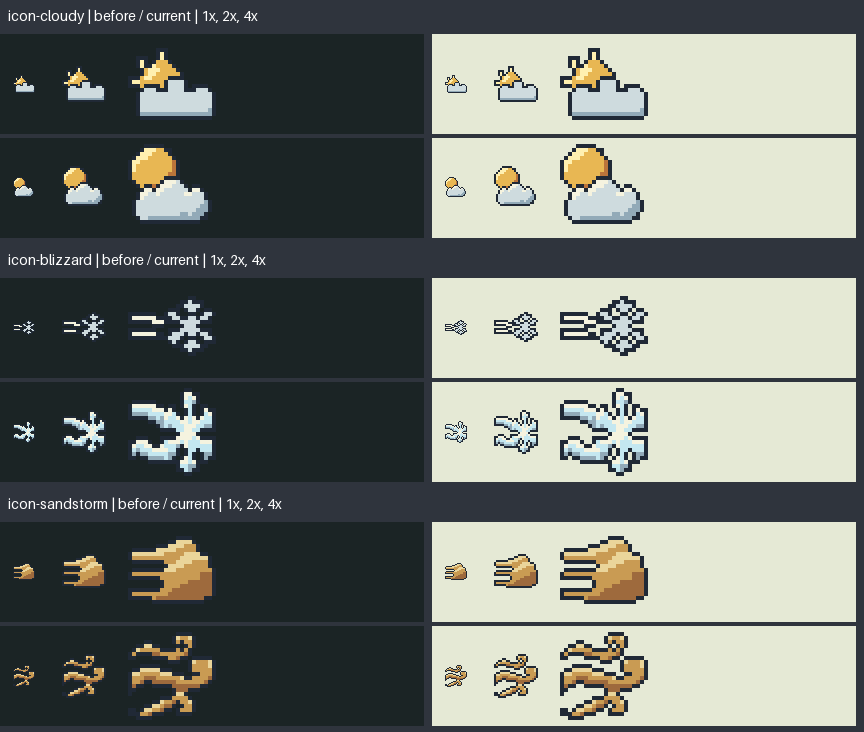 icon-cloudy | before / current | 1x, 2x, 4x
icon-blizzard | before / current | 1x, 2x, 4x
icon-sandstorm | before / current | 1x, 2x, 4x